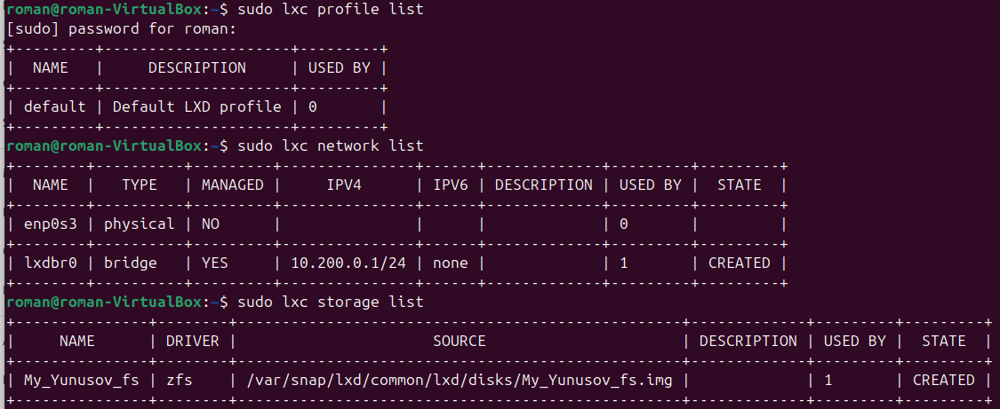 roman@roman-VirtualBox:~$ sudo lxc profile list
[sudo] password for roman:
+---------+---------------------+---------+
|  NAME   |     DESCRIPTION     | USED BY |
+---------+---------------------+---------+
| default | Default LXD profile | 0       |
+---------+---------------------+---------+
roman@roman-VirtualBox:~$ sudo lxc network list
+--------+----------+---------+---------------+------+-------------+---------+---------+
|  NAME  |   TYPE   | MANAGED |     IPV4      | IPV6 | DESCRIPTION | USED BY |  STATE  |
+--------+----------+---------+---------------+------+-------------+---------+---------+
| enp0s3 | physical | NO      |               |      |             | 0       |         |
+--------+----------+---------+---------------+------+-------------+---------+---------+
| lxdbr0 | bridge   | YES     | 10.200.0.1/24 | none |             | 1       | CREATED |
+--------+----------+---------+---------------+------+-------------+---------+---------+
roman@roman-VirtualBox:~$ sudo lxc storage list
+---------------+--------+------------------------------------------------+-------------+---------+---------+
|     NAME      | DRIVER |                     SOURCE                     | DESCRIPTION | USED BY |  STATE  |
+---------------+--------+------------------------------------------------+-------------+---------+---------+
| My_Yunusov_fs | zfs    | /var/snap/lxd/common/lxd/disks/My_Yunusov_fs.img |             | 1       | CREATED |
+---------------+--------+------------------------------------------------+-------------+---------+---------+